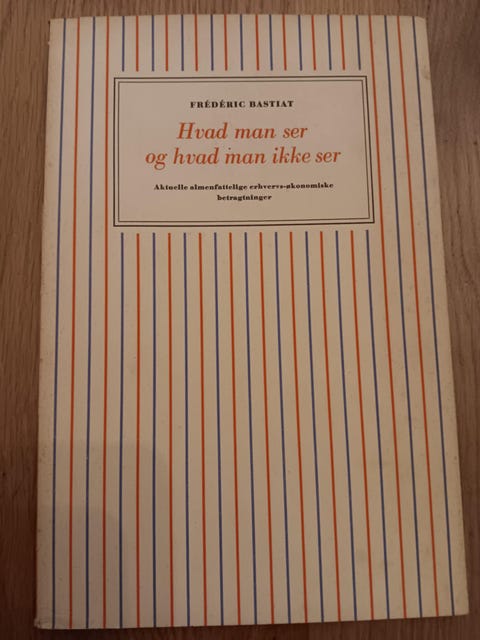 FRÉDÉRIC BASTIAT
Hvad man ser
og hvad man ikke ser
Aktuelle almenfattelige erhvervs-økonomiske
betragtninger